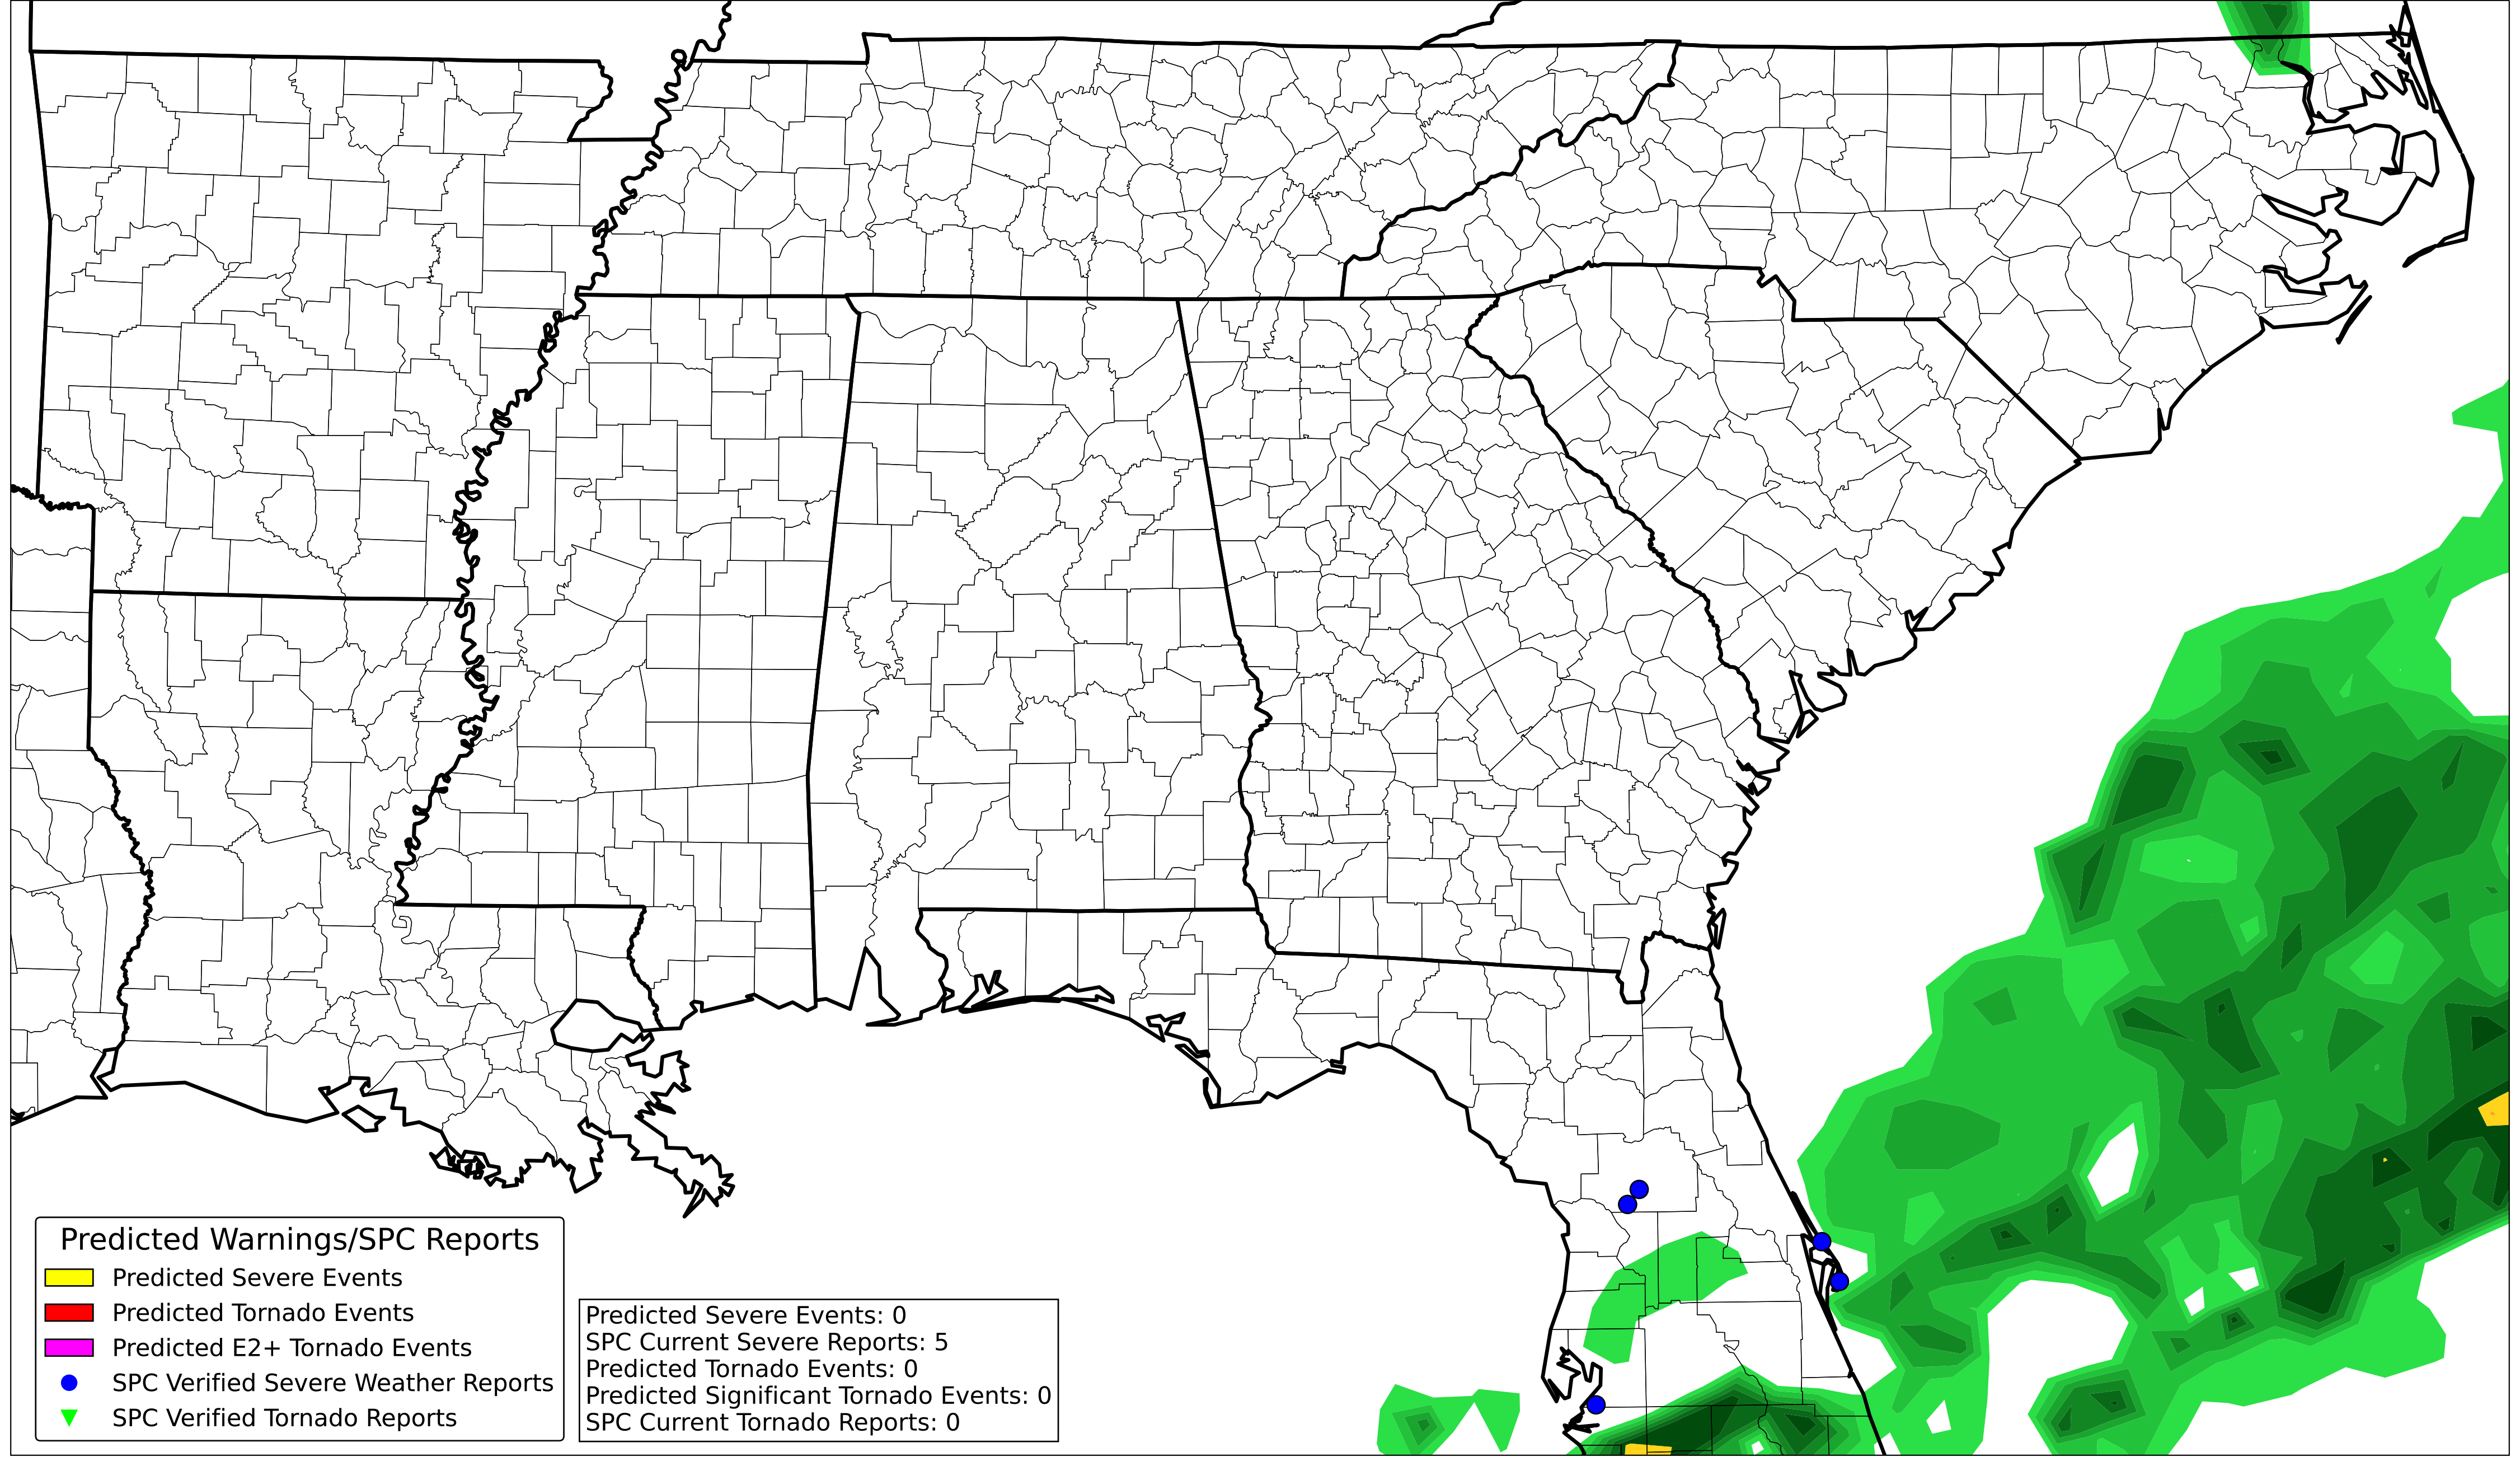 Predicted Warnings/SPC Reports
Predicted Severe Events
Predicted Tornado Events
Predicted E2+ Tornado Events
SPC Verified Severe Weather Reports
SPC Verified Tornado Reports
Predicted Severe Events: 0
SPC Current Severe Reports: 5
Predicted Tornado Events: 0
Predicted Significant Tornado Events: 0
SPC Current Tornado Reports: 0